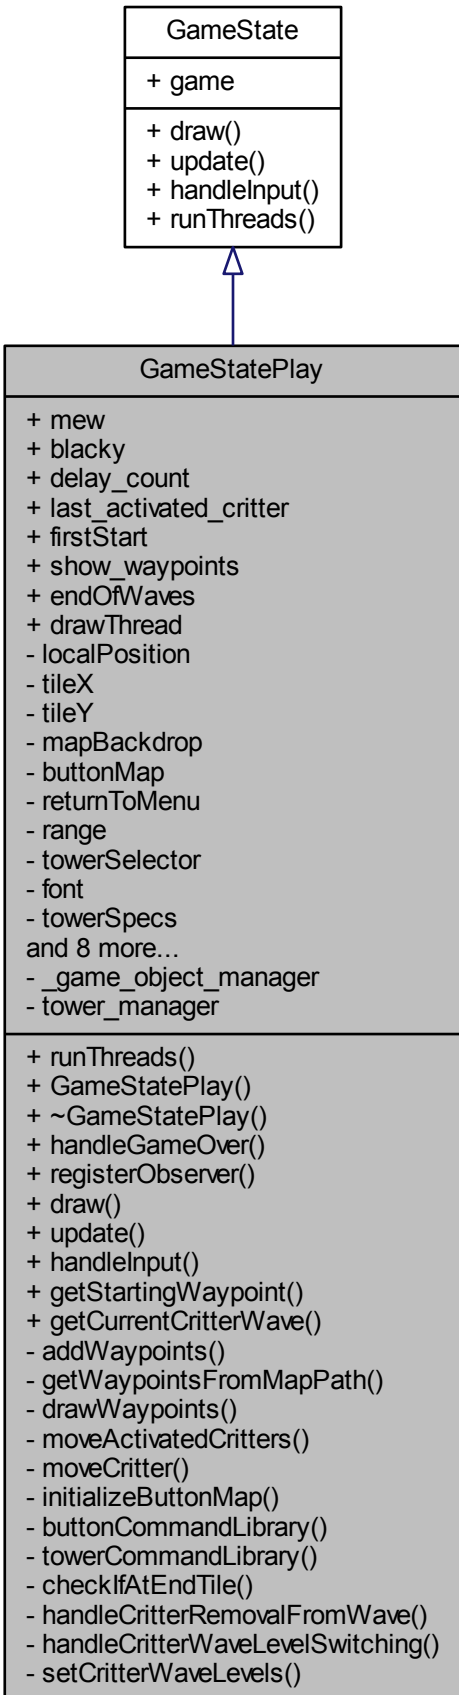 GameState
+ game
+ draw()
+ update()
+ handleInput()
+ runThreads()
GameStatePlay
+ mew
+ blacky
+ delay_count
+ last_activated_critter
+ firstStart
+ show_waypoints
+ endOfWaves
+ drawThread
- localPosition
- tileX
- tileY
- mapBackdrop
- buttonMap
- returnToMenu
- range
- towerSelector
- font
- towerSpecs
and 8 more...
- _game_object_manager
- tower_manager
+ runThreads()
+ GameStatePlay()
+ ~GameStatePlay()
+ handleGameOver()
+ registerObserver()
+ draw()
+ update()
+ handleInput()
+ getStartingWaypoint()
+ getCurrentCritterWave()
- addWaypoints()
- getWaypointsFromMapPath()
- drawWaypoints()
- moveActivatedCritters()
- moveCritter()
- initializeButtonMap()
- buttonCommandLibrary()
- towerCommandLibrary()
- checkIfAtEndTile()
- handleCritterRemovalFromWave()
- handleCritterWaveLevelSwitching()
- setCritterWaveLevels()